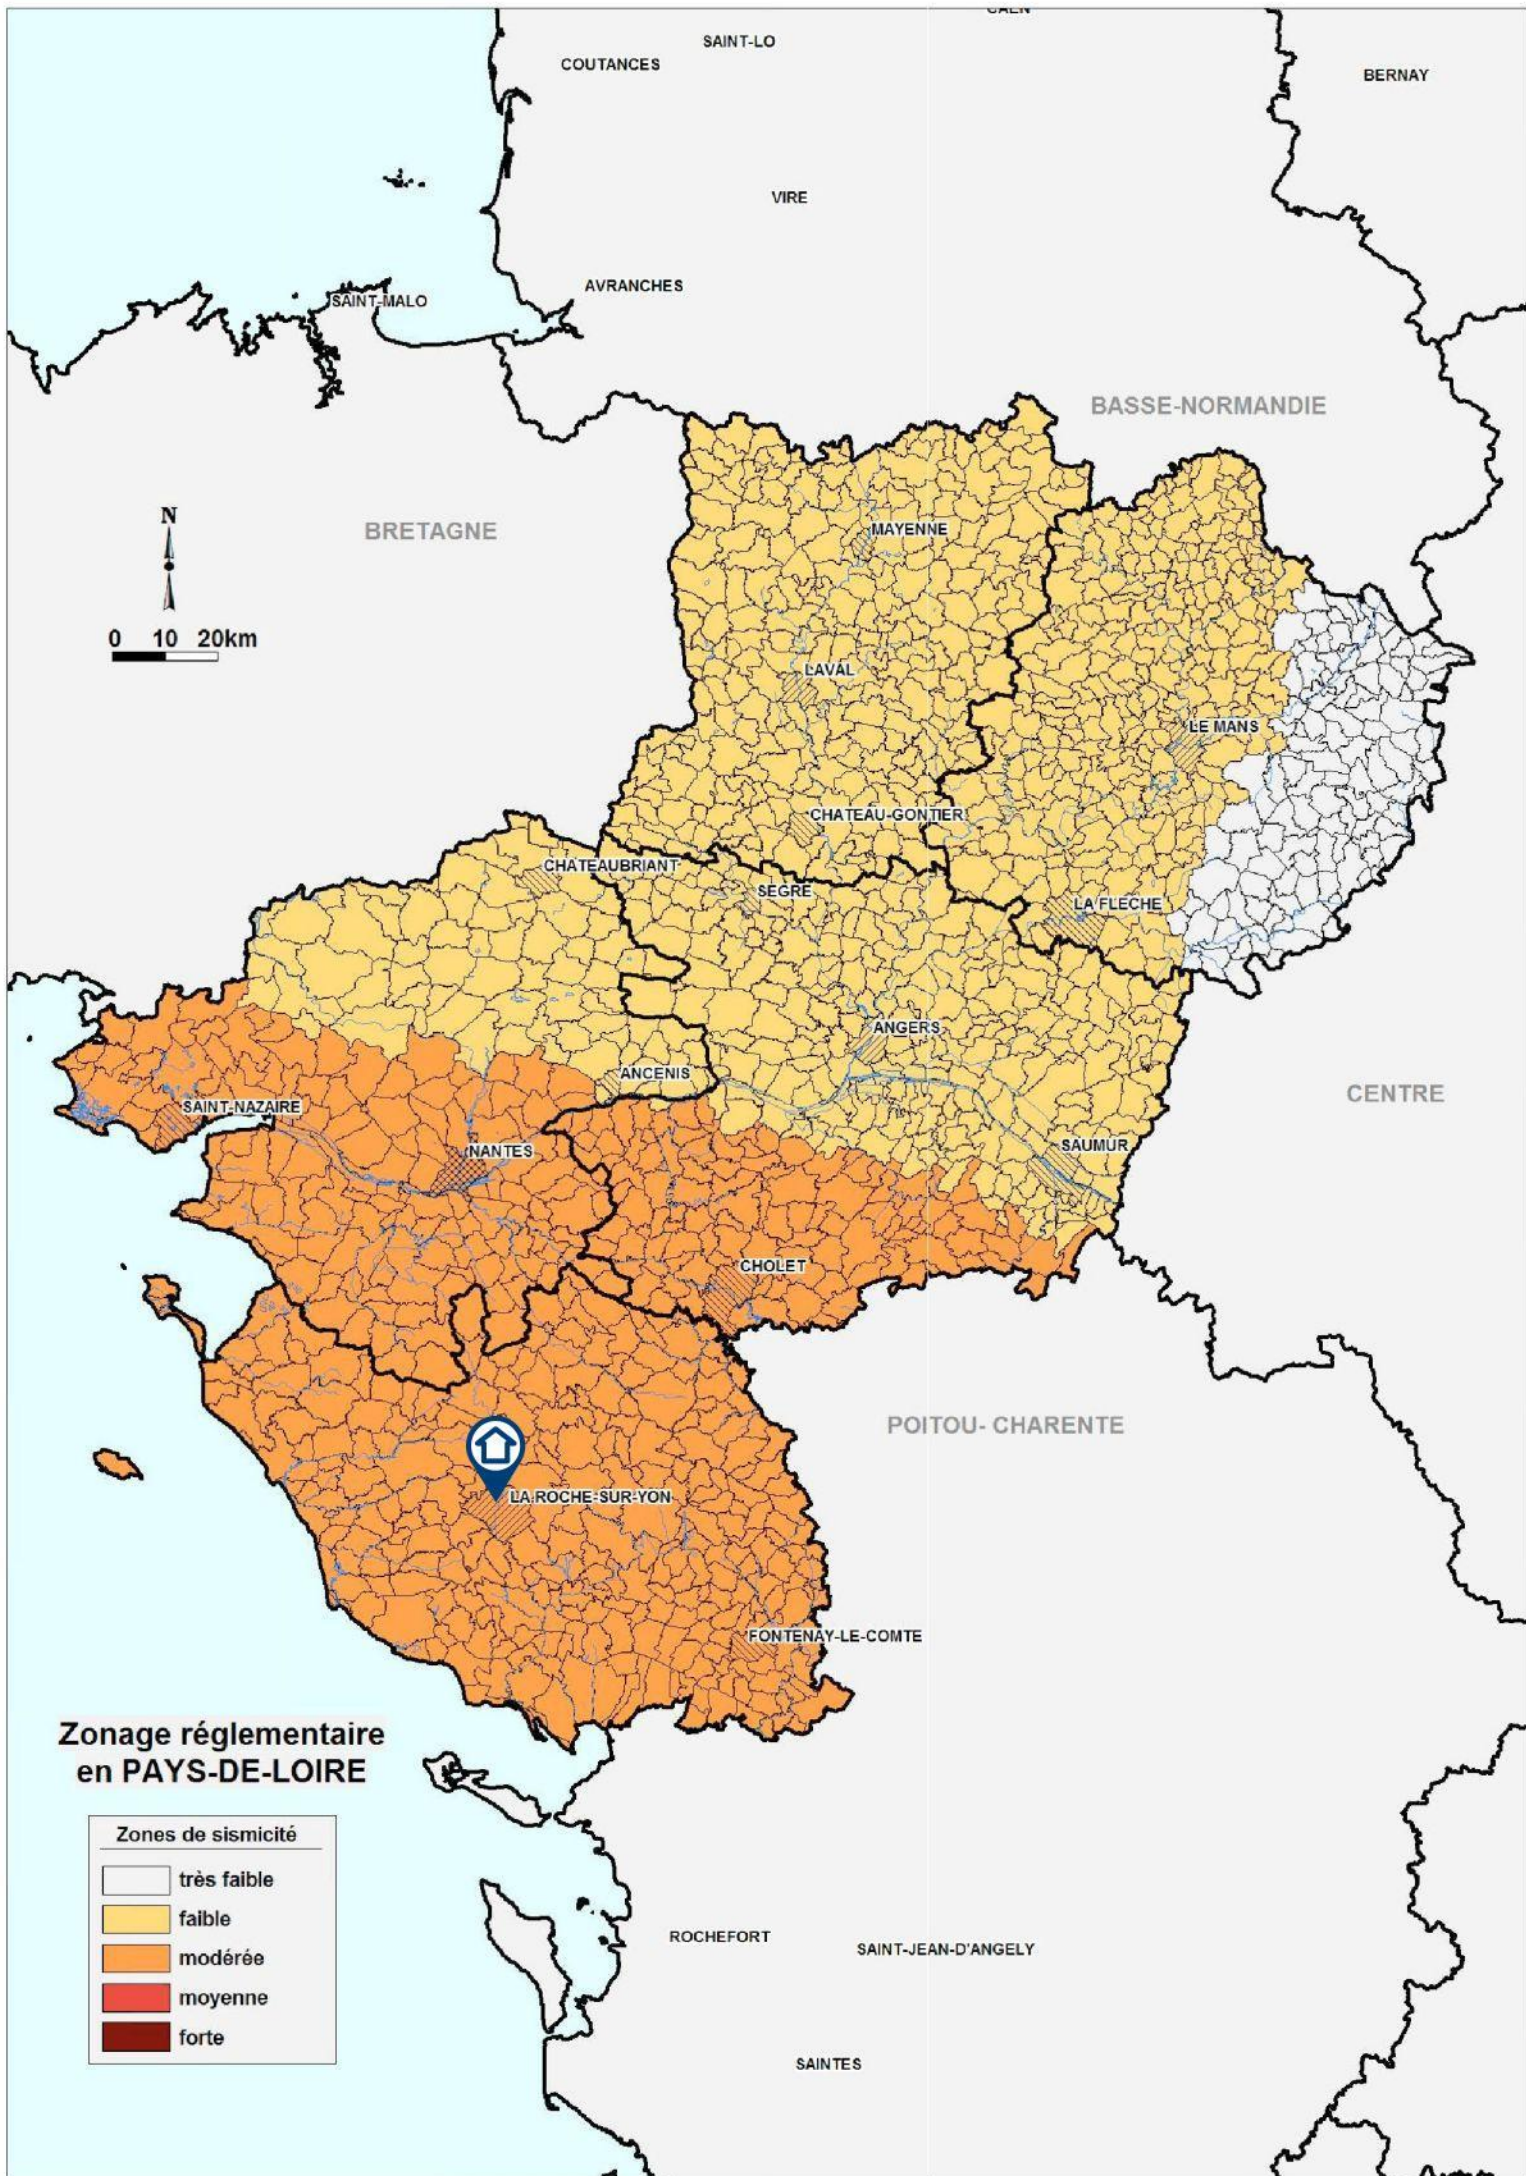 CAEN
SAINT-LO
COUTANCES
BERNAY
VIRE
AVRANCHES
SAINT-MALO
BASSE-NORMANDIE
N
BRETAGNE
MAYENNE
0 10 20km
LAVAL
LE MANS
CHATEAU-GONTIER
CHATEAUBRIANT
SEGRE
LA FLECHE
ANGERS
ANCENIS
CENTRE
SAINT-NAZAIRE
SAUMUR
NANTES
CHOLET
POITOU- CHARENTE
LA ROCHE-SUR-YON
FONTENAY-LE-COMTE
Zonage réglementaire
en PAYS-DE-LOIRE
Zones de sismicité
très faible
faible
modérée
moyenne
forte
ROCHEFORT
SAINT-JEAN-D'ANGELY
SAINTES